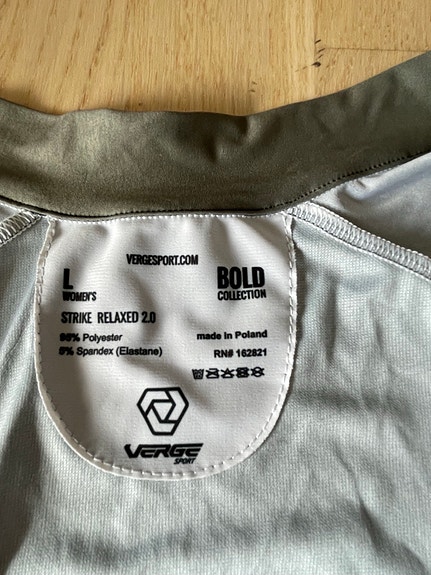 VERGESPORT.COM
L
WOMEN'S
BOLD
COLLECTION
STRIKE RELAXED 2.0
95% Polyester
5% Spandex (Elastane)
made in Poland
RN# 162821
VERGE
SPORT